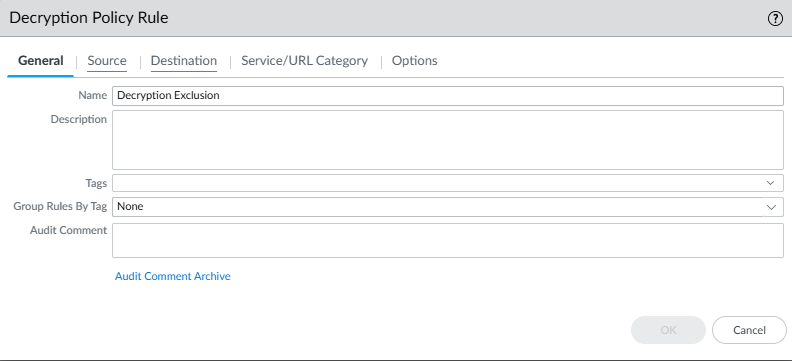 Decryption Policy Rule
?
General Source Destination Service/URL Category Options
Name Decryption Exclusion
Description
Tags
Group Rules By Tag None
Audit Comment
Audit Comment Archive
OK Cancel